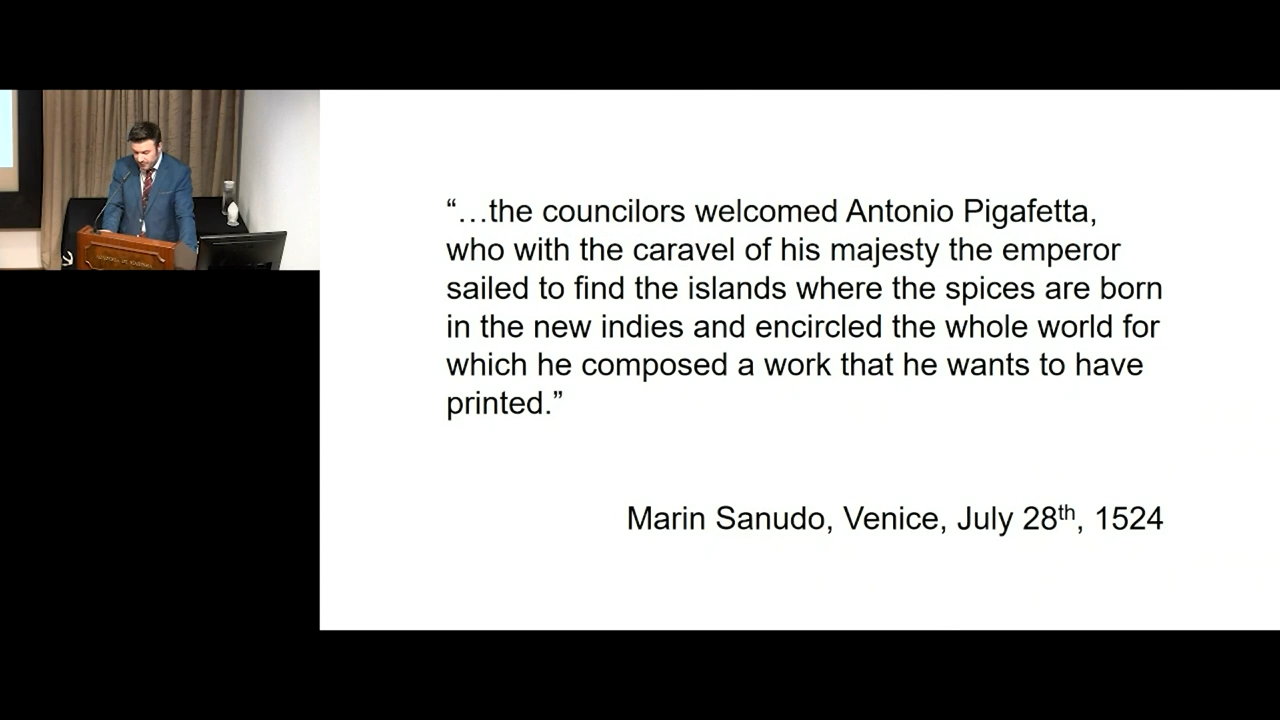 “…the councilors welcomed Antonio Pigafetta,
who with the caravel of his majesty the emperor
sailed to find the islands where the spices are born
in the new indies and encircled the whole world for
which he composed a work that he wants to have
printed.”
Marin Sanudo, Venice, July 28th, 1524